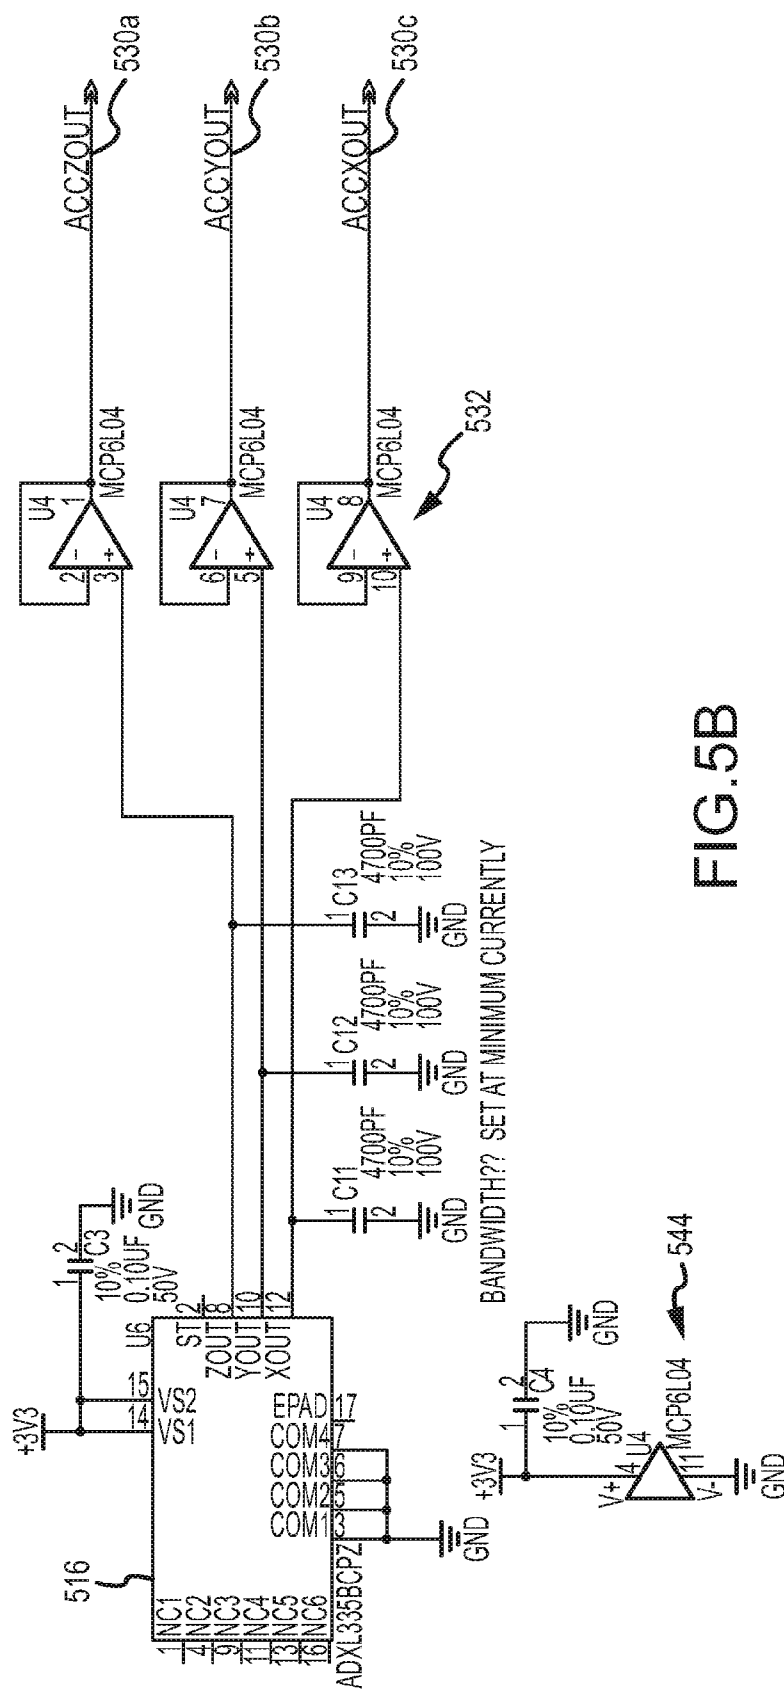 516
+3V3
14
15
VS1
VS2
1
2
C3
10%
0.10UF
50V
GND
U6
1
NC1
4
NC2
9
NC3
11
NC4
13
NC5
16
NC6
ST
2
ZOUT
8
YOUT
10
XOUT
12
EPAD
17
COM4
7
COM3
6
COM2
5
COM1
3
ADXL335BCPZ
GND
1
C11
2
4700PF
10%
100V
GND
1
C12
2
4700PF
10%
100V
GND
1
C13
2
4700PF
10%
100V
GND
BANDWIDTH?? SET AT MINIMUM CURRENTLY
U4
2
-
3
+
1
MCP6L04
ACCZOUT
530a
U4
6
-
5
+
7
MCP6L04
ACCYOUT
530b
U4
9
-
10
+
8
MCP6L04
ACCXOUT
530c
532
+3V3
1
2
C4
10%
0.10UF
50V
GND
V+
4
U4
MCP6L04
11
V-
GND
544
FIG.5B